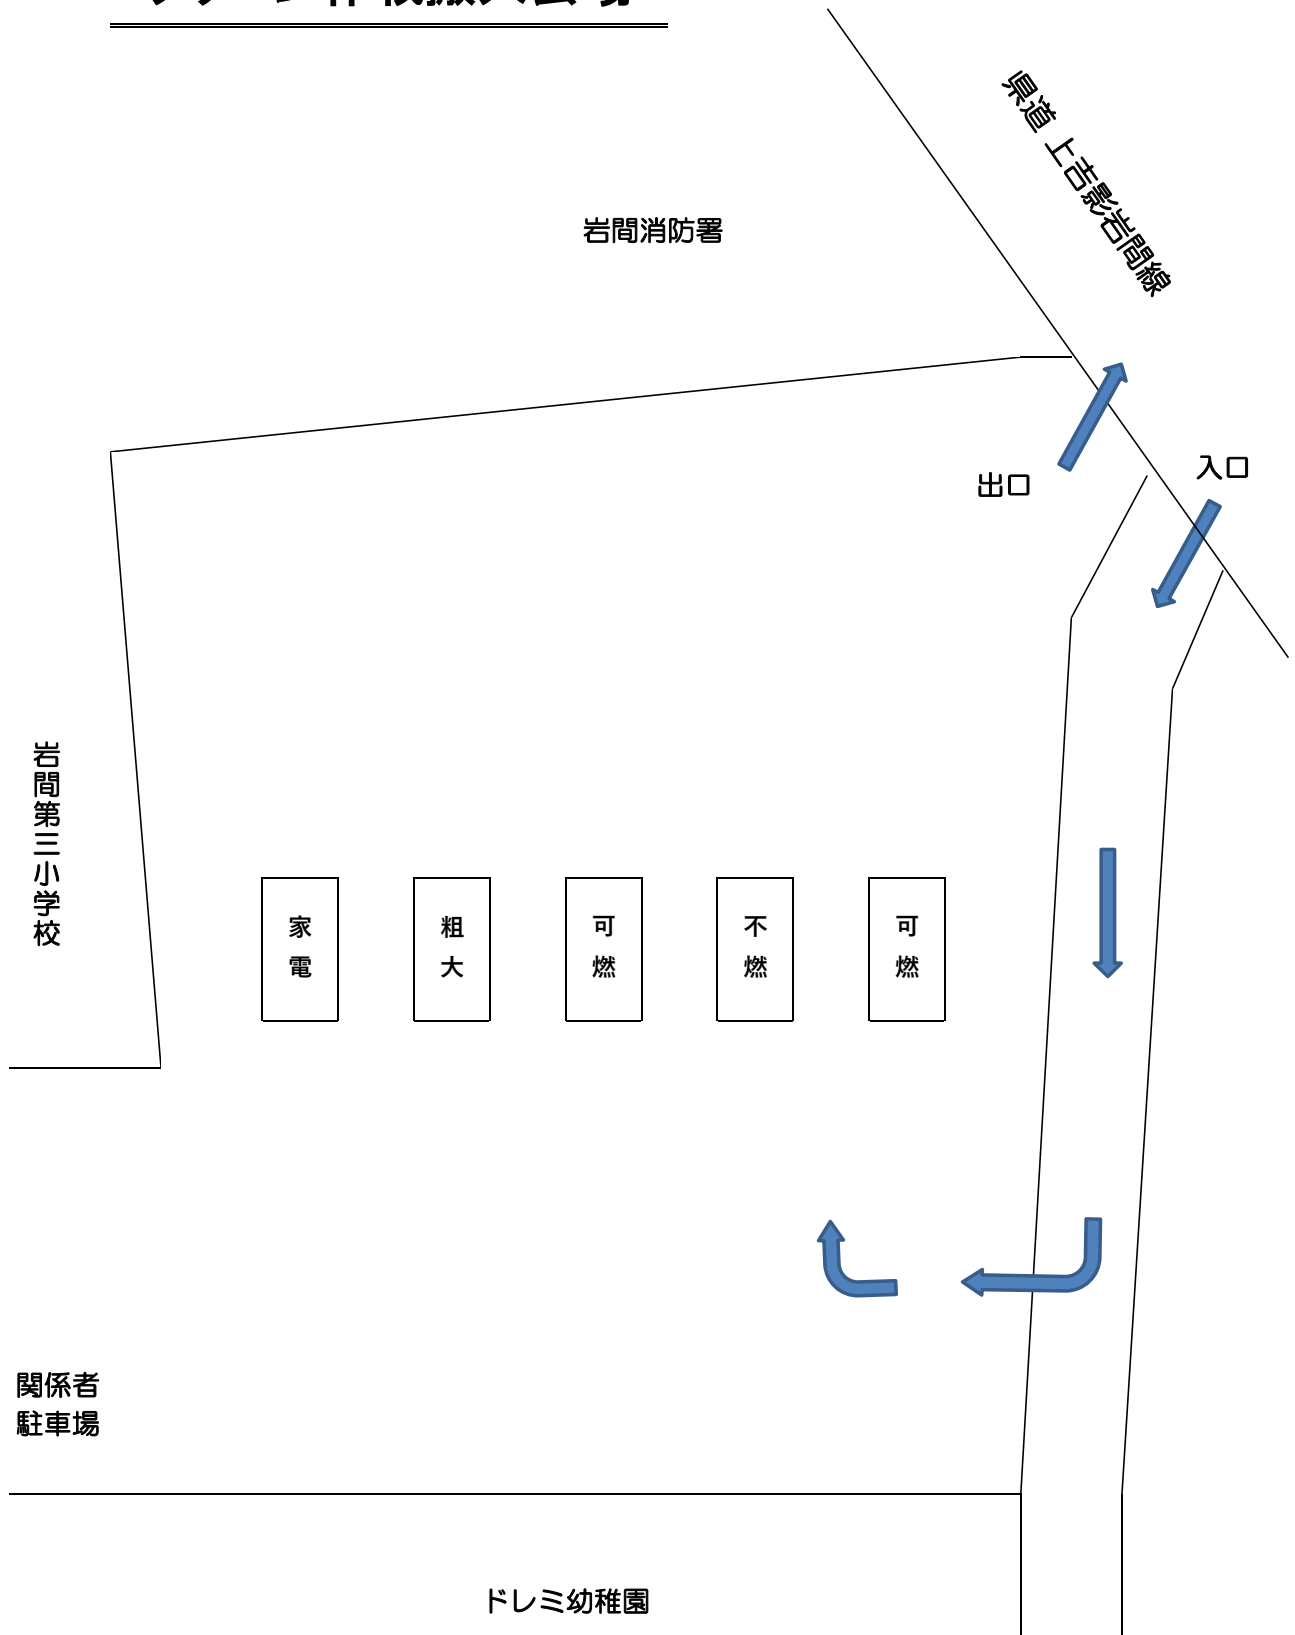 県道 上古影岩間線
岩間消防署
入口
出口
岩間第三小学校
家電
粗大
可燃
不燃
可燃
関係者
駐車場
ドレミ幼稚園